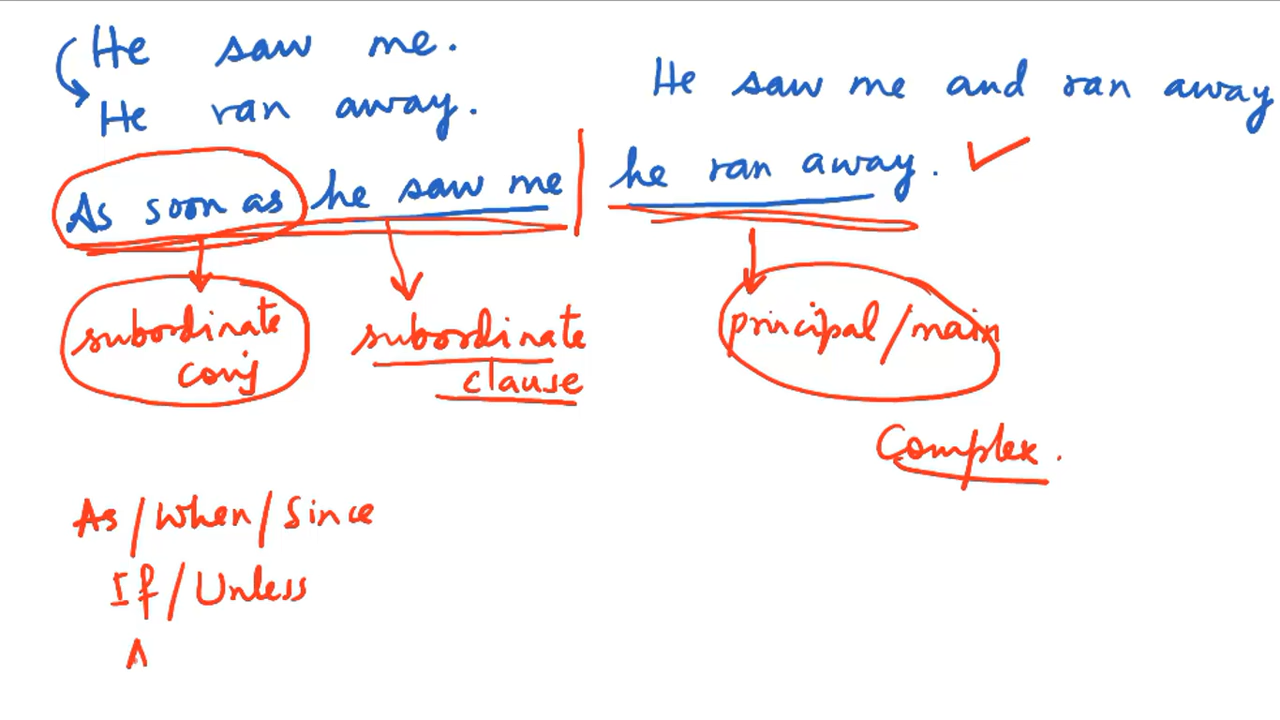 He saw me.
He ran away.
He saw me and ran away
As soon as he saw me he ran away.
subordinate conj
subordinate clause
principal/main
Complex.
As/When/Since
If/Unless
A